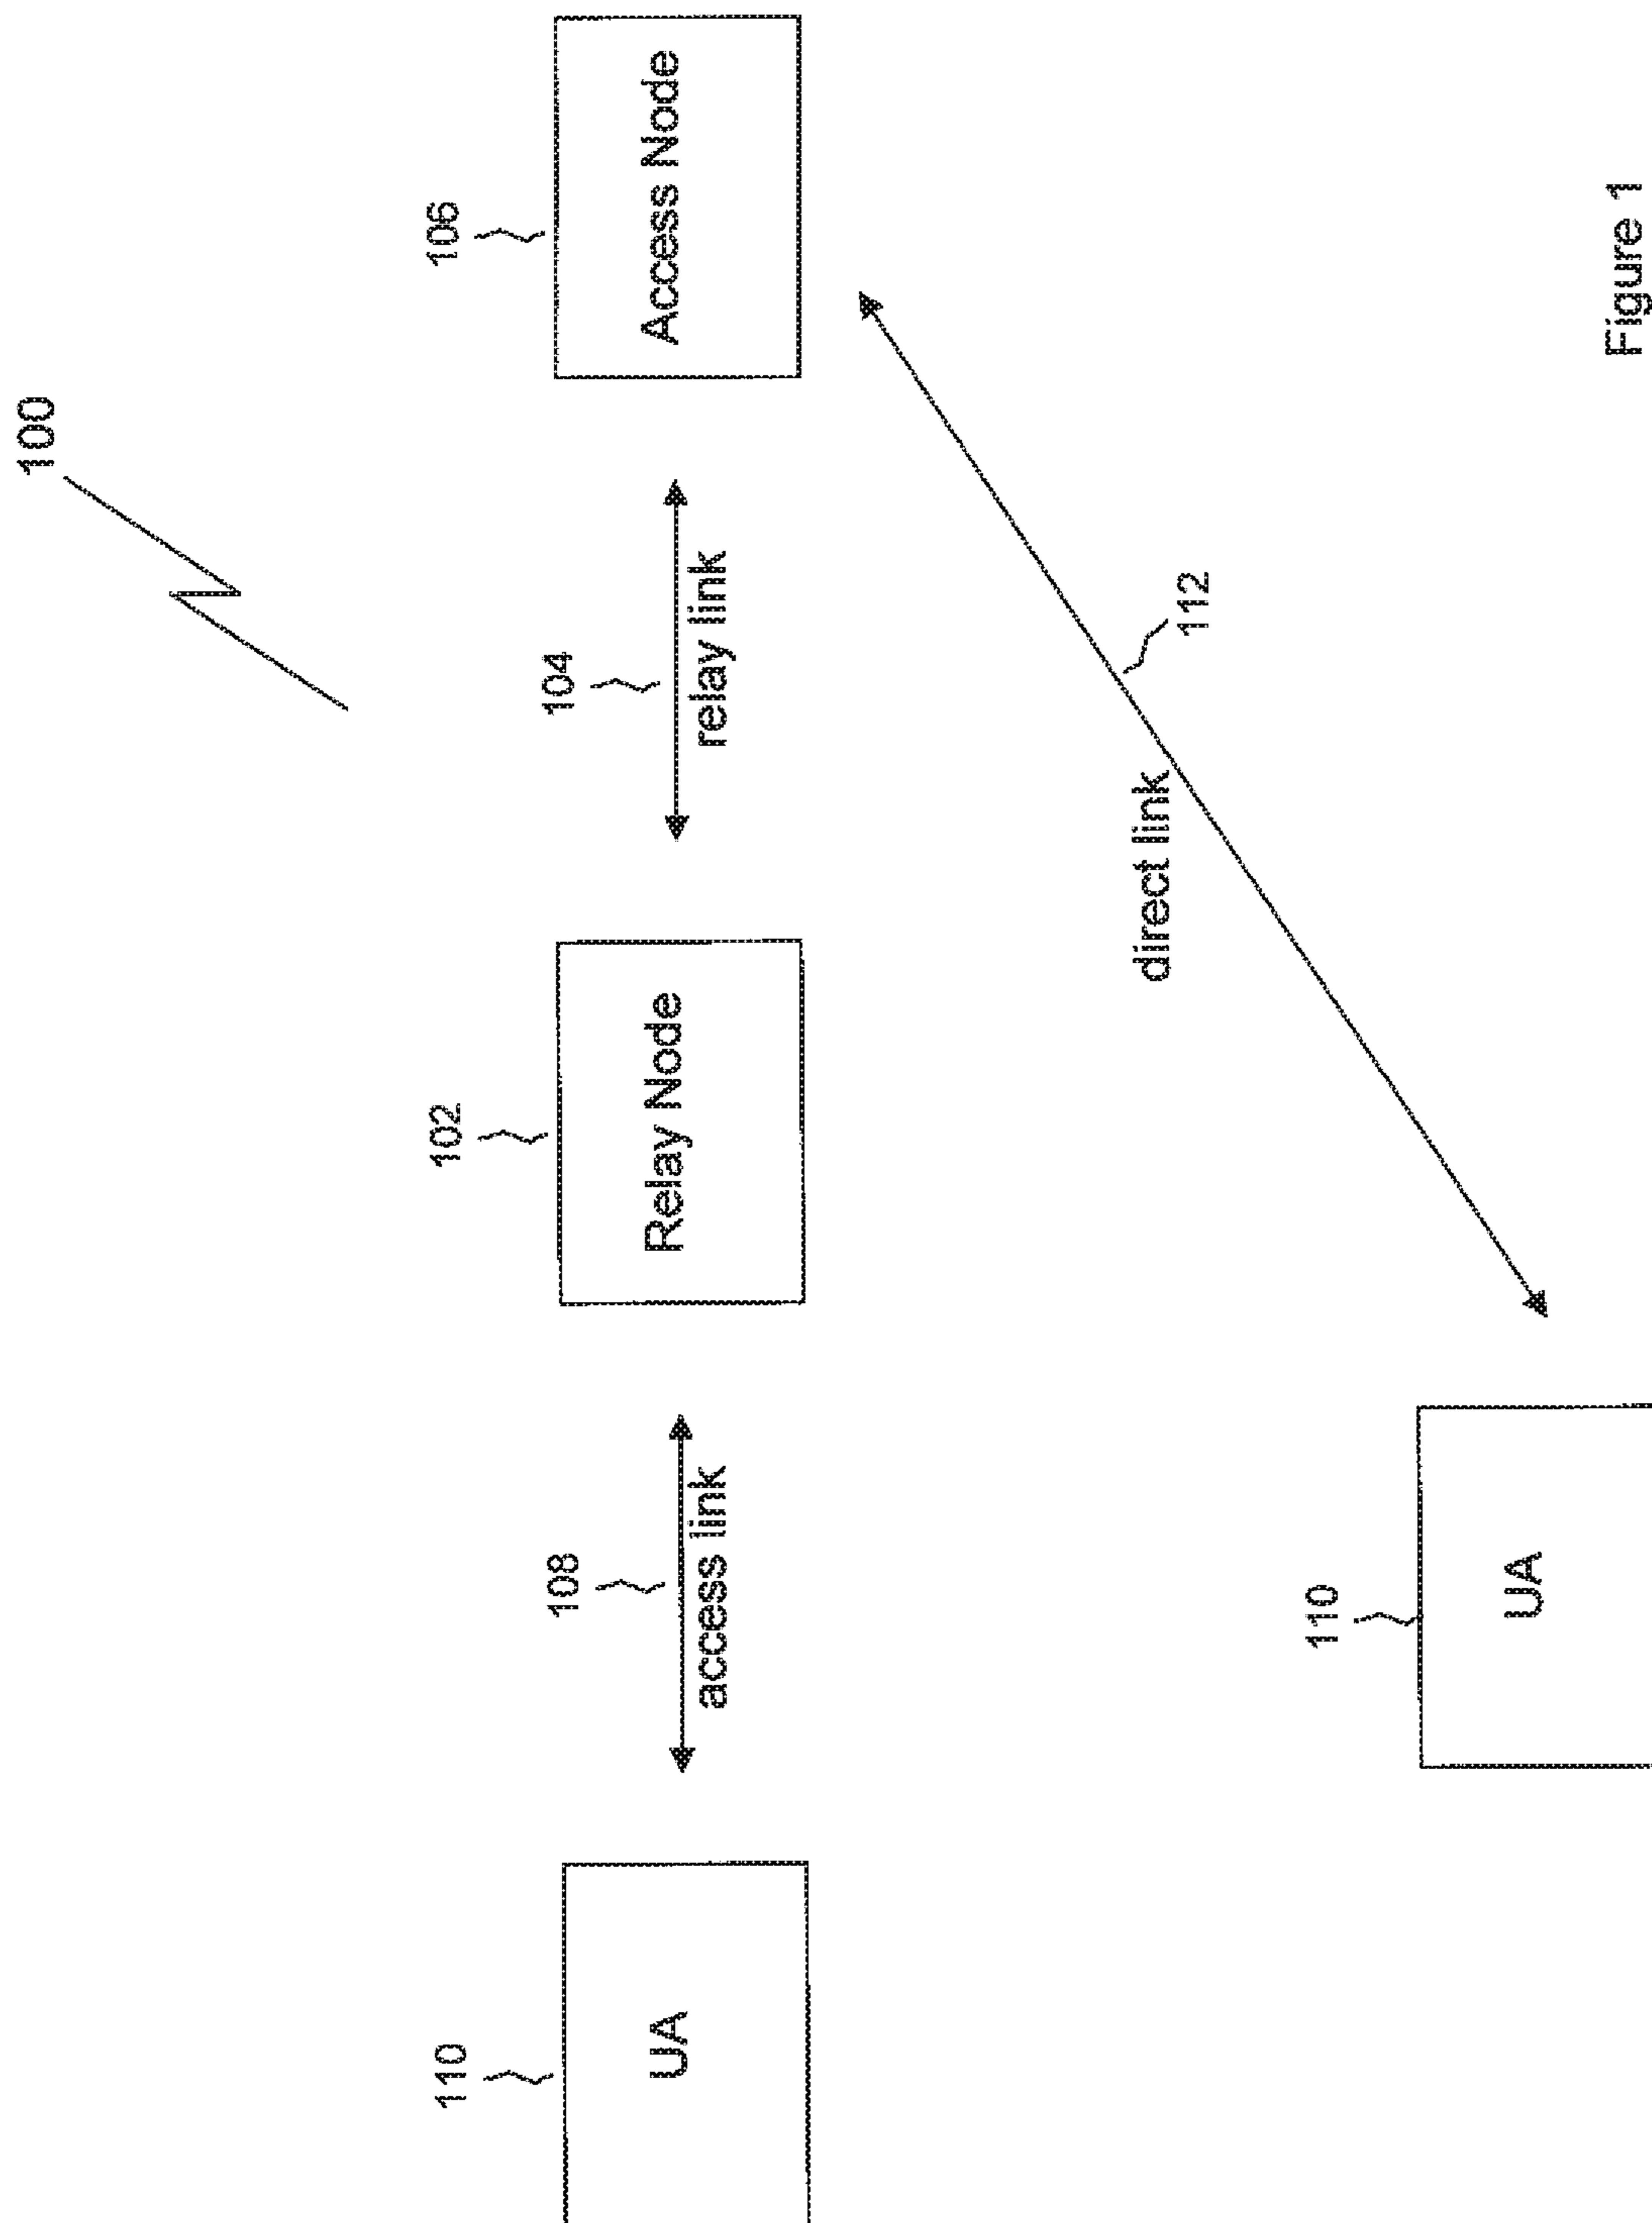 100
106
Access Node
104
relay link
102
Relay Node
108
access link
110
UA
112
direct link
110
UA
Figure 1